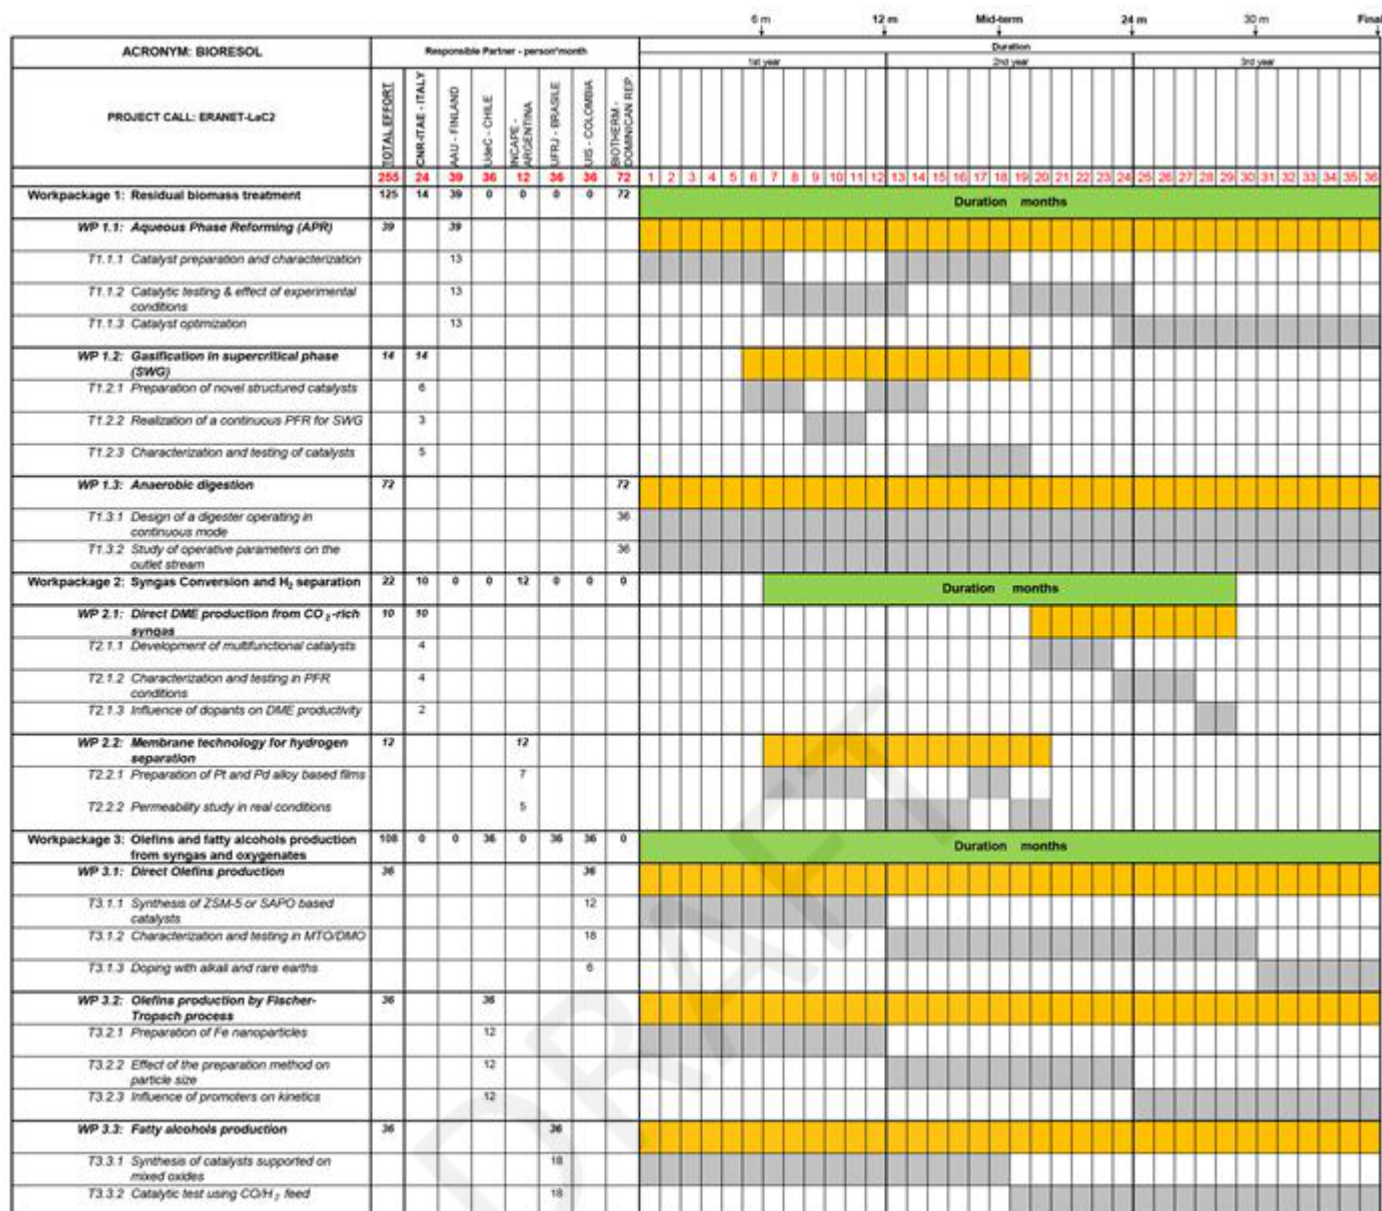 6 m 12 m Mid-term 24 m 30 m Final
ACRONYM: BIORESOL Responsible Partner - person*month Duration
1st year 2nd year 3rd year
PROJECT CALL: ERANET-LaC2
TOTAL EFFORT
CNR-ITAE - ITALY
AAU - FINLAND
UdeC - CHILE
INCAPE - ARGENTINA
UFRJ - BRASILE
UIS - COLOMBIA
BIOTHERM - DOMINICAN REP.
255 24 39 36 12 36 36 72 1 2 3 4 5 6 7 8 9 10 11 12 13 14 15 16 17 18 19 20 21 22 23 24 25 26 27 28 29 30 31 32 33 34 35 36
Workpackage 1: Residual biomass treatment 125 14 39 0 0 0 0 72 Duration months
WP 1.1: Aqueous Phase Reforming (APR) 39 39
T1.1.1 Catalyst preparation and characterization 13
T1.1.2 Catalytic testing & effect of experimental conditions 13
T1.1.3 Catalyst optimization 13
WP 1.2: Gasification in supercritical phase (SWG) 14 14
T1.2.1 Preparation of novel structured catalysts 6
T1.2.2 Realization of a continuous PFR for SWG 3
T1.2.3 Characterization and testing of catalysts 5
WP 1.3: Anaerobic digestion 72 72
T1.3.1 Design of a digester operating in continuous mode 36
T1.3.2 Study of operative parameters on the outlet stream 36
Workpackage 2: Syngas Conversion and H2 separation 22 10 0 0 12 0 0 0 Duration months
WP 2.1: Direct DME production from CO2-rich syngas 10 10
T2.1.1 Development of multifunctional catalysts 4
T2.1.2 Characterization and testing in PFR conditions 4
T2.1.3 Influence of dopants on DME productivity 2
WP 2.2: Membrane technology for hydrogen separation 12 12
T2.2.1 Preparation of Pt and Pd alloy based films 7
T2.2.2 Permeability study in real conditions 5
Workpackage 3: Olefins and fatty alcohols production from syngas and oxygenates 108 0 0 36 0 36 36 0 Duration months
WP 3.1: Direct Olefins production 36 36
T3.1.1 Synthesis of ZSM-5 or SAPO based catalysts 12
T3.1.2 Characterization and testing in MTO/DMO 18
T3.1.3 Doping with alkali and rare earths 6
WP 3.2: Olefins production by Fischer-Tropsch process 36 36
T3.2.1 Preparation of Fe nanoparticles 12
T3.2.2 Effect of the preparation method on particle size 12
T3.2.3 Influence of promoters on kinetics 12
WP 3.3: Fatty alcohols production 36 36
T3.3.1 Synthesis of catalysts supported on mixed oxides 18
T3.3.2 Catalytic test using CO/H2 feed 18
DRAFT